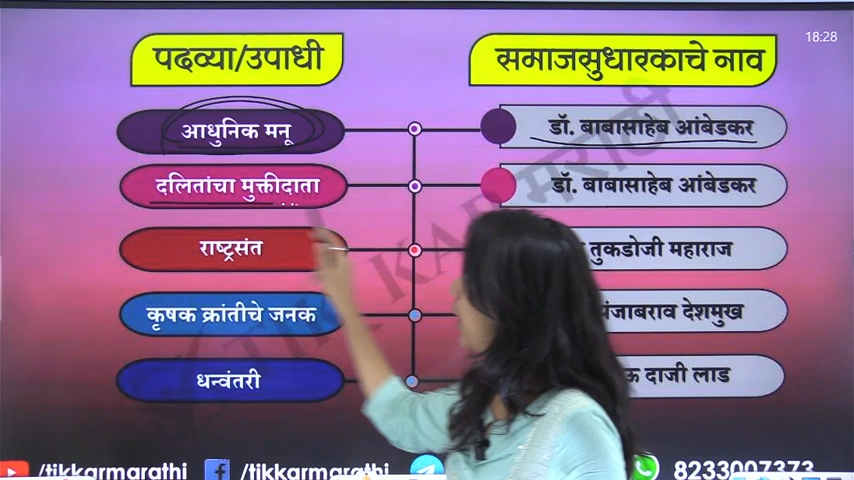 18:28
पदव्या/उपाधी
समाजसुधारकाचे नाव
आधुनिक मनू
डॉ. बाबासाहेब आंबेडकर
दलितांचा मुक्तीदाता
डॉ. बाबासाहेब आंबेडकर
राष्ट्रसंत
तुकडोजी महाराज
कृषक क्रांतीचे जनक
देशमुख
धन्वंतरी
दाजी लाड
/tikkarmarathi
/tikkarmarathi
8233007373